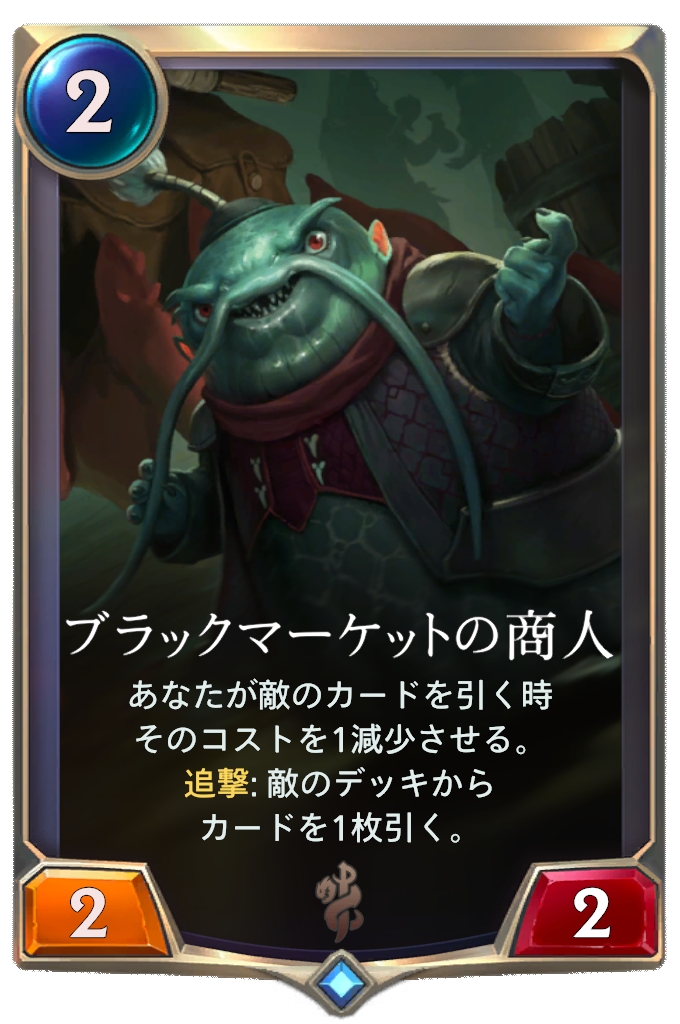 2
ブラックマーケットの商人
あなたが敵のカードを引く時
そのコストを1減少させる。
追撃: 敵のデッキから
カードを1枚引く。
2
2